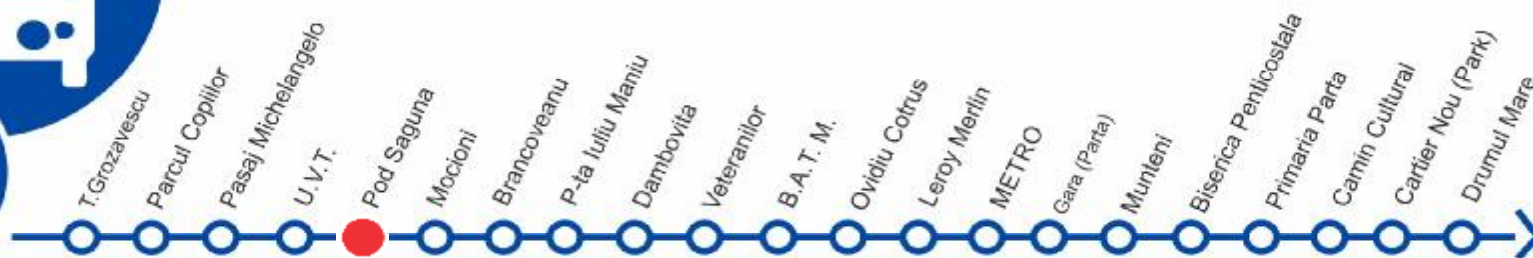 T.Grozavescu
Parcul Copiilor
Pasaj Michelangelo
U.V.T.
Pod Saguna
Mocioni
Brancoveanu
P-ta Iuliu Maniu
Dambovita
Veteranilor
B.A.T. M.
Ovidiu Cotrus
Leroy Merlin
METRO
Gara (Parta)
Munteni
Biserica Penticostala
Primaria Parta
Camin Cultural
Cartier Nou (Park)
Drumul Mare